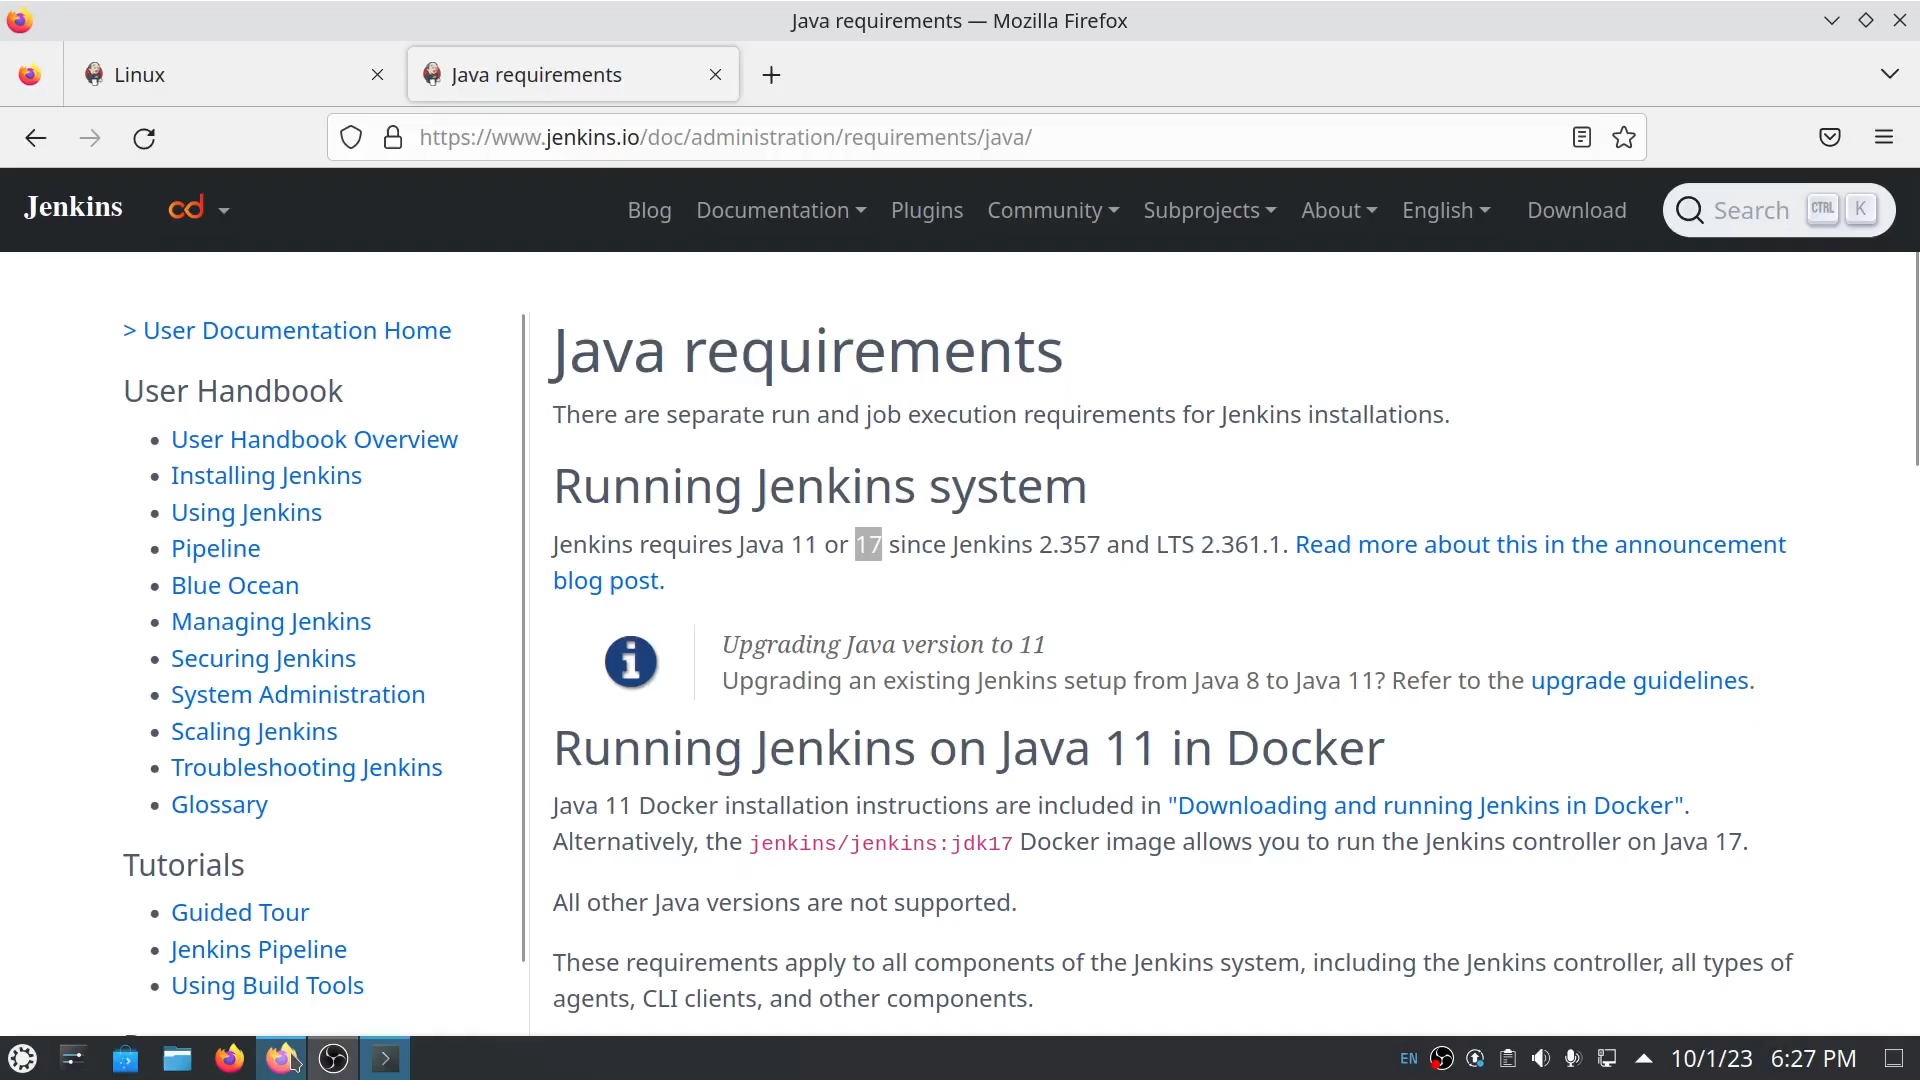 Java requirements — Mozilla Firefox
Linux
Java requirements
https://www.jenkins.io/doc/administration/requirements/java/
Jenkins
cd
Blog Documentation Plugins Community Subprojects About English Download Search CTRL K
> User Documentation Home
User Handbook
User Handbook Overview
Installing Jenkins
Using Jenkins
Pipeline
Blue Ocean
Managing Jenkins
Securing Jenkins
System Administration
Scaling Jenkins
Troubleshooting Jenkins
Glossary
Tutorials
Guided Tour
Jenkins Pipeline
Using Build Tools
Java requirements
There are separate run and job execution requirements for Jenkins installations.
Running Jenkins system
Jenkins requires Java 11 or 17 since Jenkins 2.357 and LTS 2.361.1. Read more about this in the announcement
blog post.
Upgrading Java version to 11
Upgrading an existing Jenkins setup from Java 8 to Java 11? Refer to the upgrade guidelines.
Running Jenkins on Java 11 in Docker
Java 11 Docker installation instructions are included in "Downloading and running Jenkins in Docker".
Alternatively, the jenkins/jenkins:jdk17 Docker image allows you to run the Jenkins controller on Java 17.
All other Java versions are not supported.
These requirements apply to all components of the Jenkins system, including the Jenkins controller, all types of
agents, CLI clients, and other components.
EN 10/1/23 6:27 PM